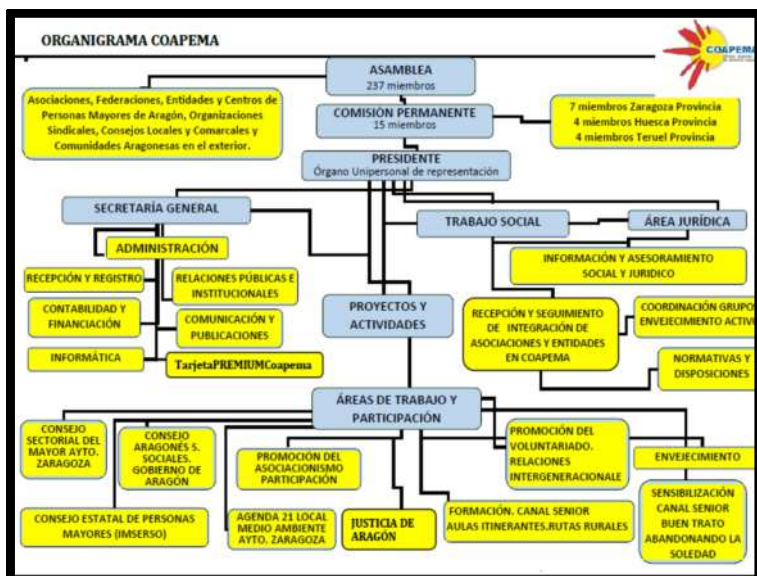 ORGANIGRAMA COAPEMA
COAPEMA
ASAMBLEA
237 miembros
Asociaciones, Federaciones, Entidades y Centros de
Personas Mayores de Aragón, Organizaciones
Sindicales, Consejos Locales y Comarcales y
Comunidades Aragonesas en el exterior.
COMISIÓN PERMANENTE
15 miembros
7 miembros Zaragoza Provincia
4 miembros Huesca Provincia
4 miembros Teruel Provincia
PRESIDENTE
Órgano Unipersonal de representación
SECRETARÍA GENERAL
TRABAJO SOCIAL
ÁREA JURÍDICA
ADMINISTRACIÓN
INFORMACIÓN Y ASESORAMIENTO
SOCIAL Y JURIDICO
RECEPCIÓN Y REGISTRO
RELACIONES PÚBLICAS E
INSTITUCIONALES
CONTABILIDAD Y
FINANCIACIÓN
COMUNICACIÓN Y
PUBLICACIONES
INFORMÁTICA
TarjetaPREMIUMCoapema
PROYECTOS Y
ACTIVIDADES
RECEPCIÓN Y SEGUIMIENTO
DE INTEGRACIÓN DE
ASOCIACIONES Y ENTIDADES
EN COAPEMA
COORDINACIÓN GRUPO
ENVEJECIMIENTO ACTIV
NORMATIVAS Y
DISPOSICIONES
ÁREAS DE TRABAJO Y
PARTICIPACIÓN
CONSEJO
SECTORIAL DEL
MAYOR AYTO.
ZARAGOZA
CONSEJO
ARAGONÉS S.
SOCIALES.
GOBIERNO DE
ARAGÓN
PROMOCIÓN DEL
ASOCIACIONISMO
PARTICIPACIÓN
PROMOCIÓN DEL
VOLUNTARIADO.
RELACIONES
INTERGENERACIONALE
ENVEJECIMIENTO
CONSEJO ESTATAL DE PERSONAS
MAYORES (IMSERSO)
AGENDA 21 LOCAL
MEDIO AMBIENTE
AYTO. ZARAGOZA
JUSTICIA DE
ARAGÓN
FORMACIÓN. CANAL SENIOR
AULAS ITINERANTES.RUTAS RURALES
SENSIBILIZACIÓN
CANAL SENIOR
BUEN TRATO
ABANDONANDO LA
SOLEDAD